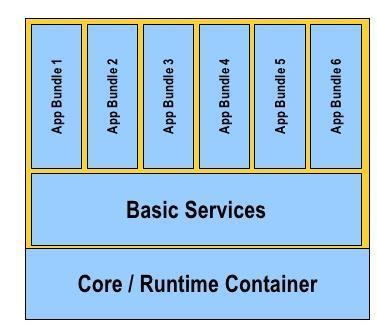 App Bundle 1
App Bundle 2
App Bundle 3
App Bundle 4
App Bundle 5
App Bundle 6
Basic Services
Core / Runtime Container